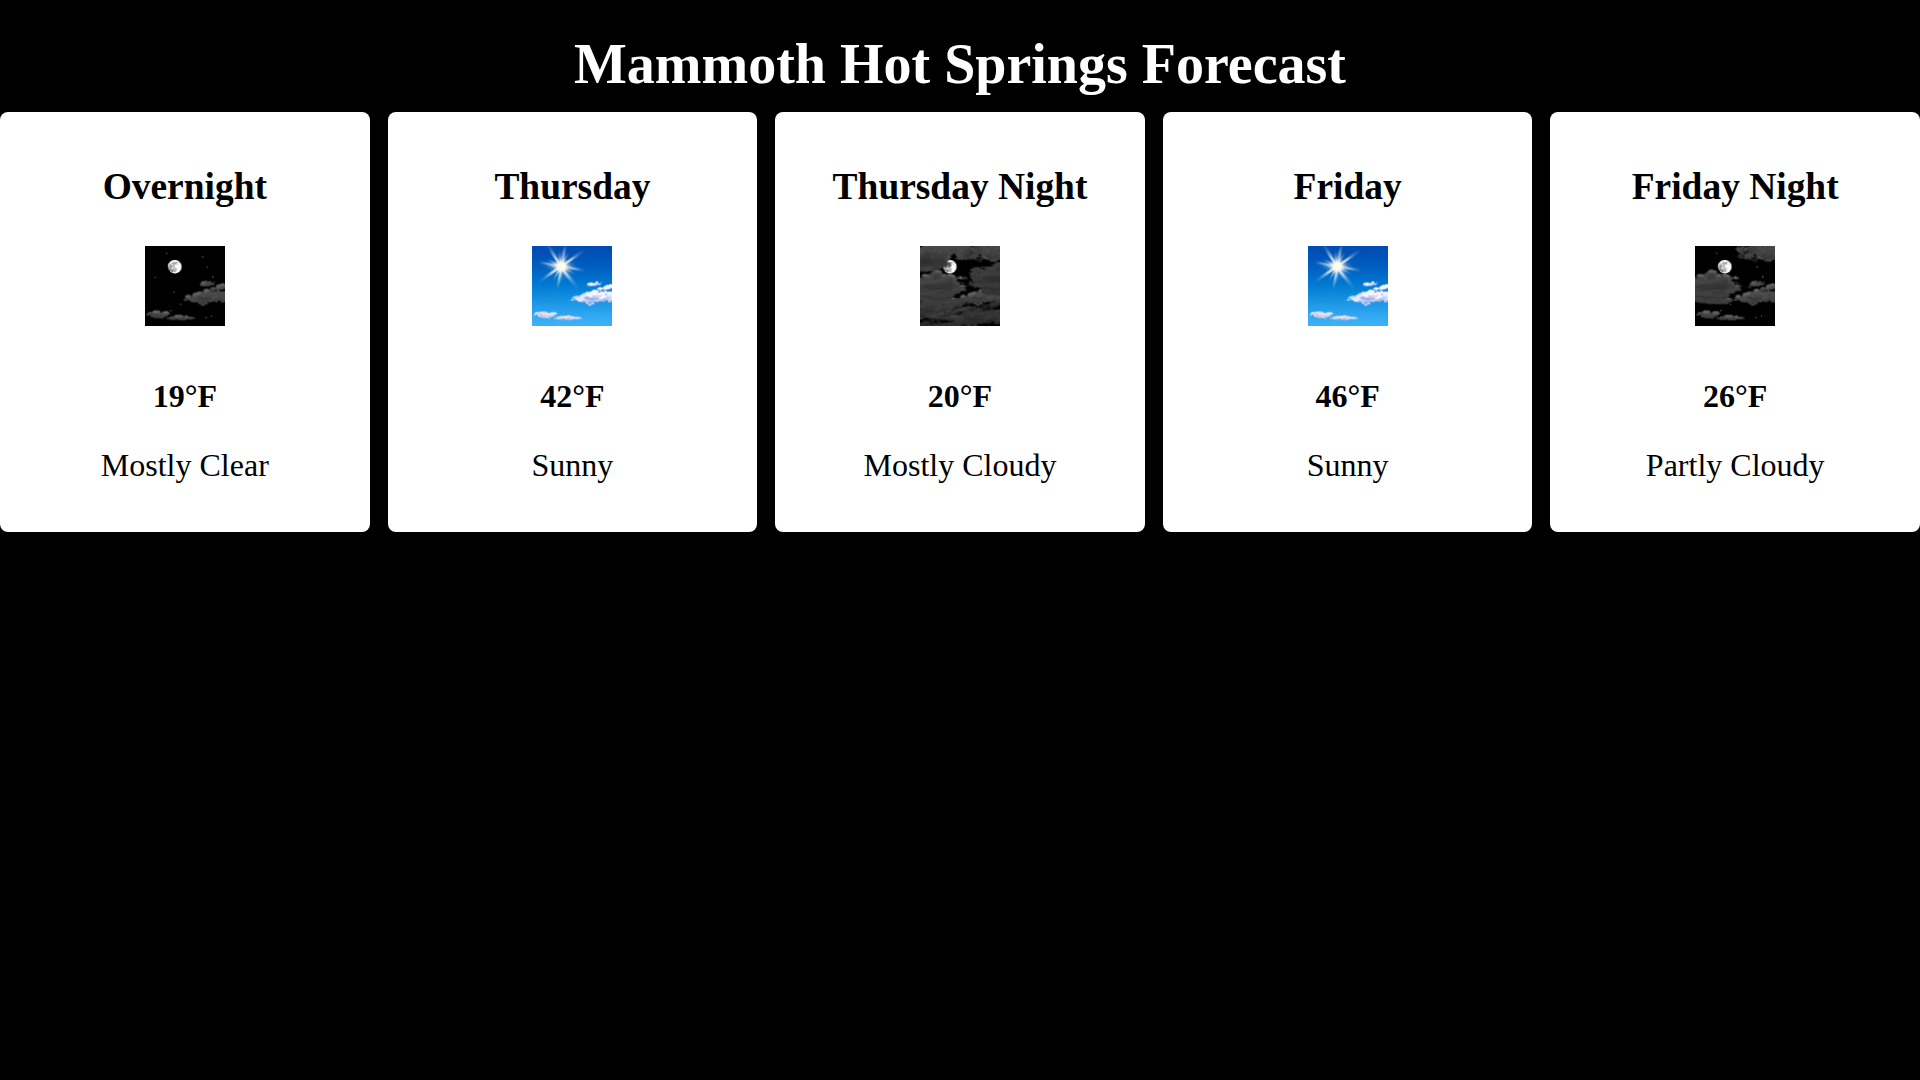 Mammoth Hot Springs Forecast
Overnight
19°F
Mostly Clear
Thursday
42°F
Sunny
Thursday Night
20°F
Mostly Cloudy
Friday
46°F
Sunny
Friday Night
26°F
Partly Cloudy